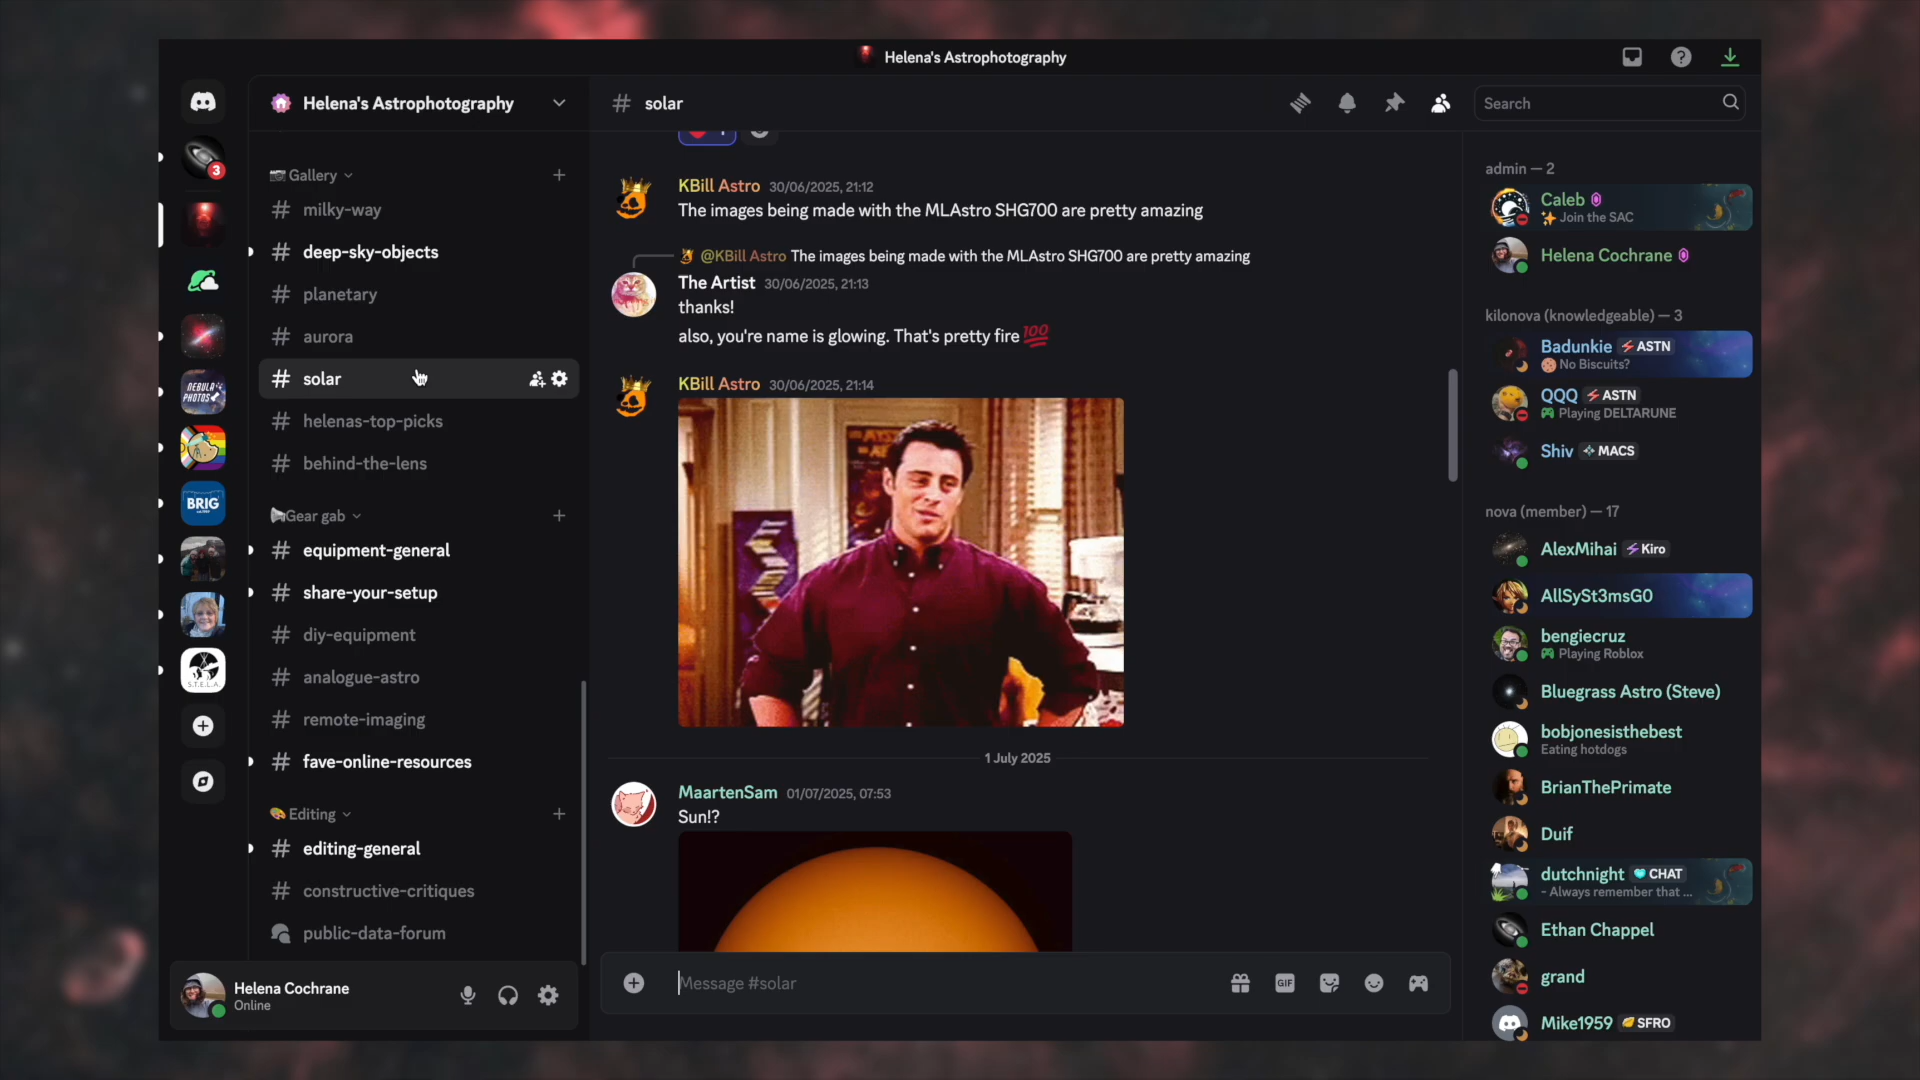 Helena's Astrophotography
Helena's Astrophotography
Gallery
milky-way
deep-sky-objects
planetary
aurora
solar
helenas-top-picks
behind-the-lens
Gear gab
equipment-general
share-your-setup
diy-equipment
analogue-astro
remote-imaging
fave-online-resources
Editing
editing-general
constructive-critiques
public-data-forum
Helena Cochrane
Online
3
NEBULA
PHOTOS
BRIG
S.T.E.L.A.
# solar
Search
KBill Astro 30/06/2025, 21:12
The images being made with the MLAstro SHG700 are pretty amazing
@KBill Astro The images being made with the MLAstro SHG700 are pretty amazing
The Artist 30/06/2025, 21:13
thanks!
also, you're name is glowing. That's pretty fire 💯
KBill Astro 30/06/2025, 21:14
1 July 2025
MaartenSam 01/07/2025, 07:53
Sun!?
Message #solar
GIF
admin — 2
Caleb
✨ Join the SAC
Helena Cochrane
kilonova (knowledgeable) — 3
Badunkie ASTN
🍪 No Biscuits?
QQQ ASTN
Playing DELTARUNE
Shiv MACS
nova (member) — 17
AlexMihai Kiro
AllSySt3msG0
bengiecruz
Playing Roblox
Bluegrass Astro (Steve)
bobjonesisthebest
Eating hotdogs
BrianThePrimate
Duif
dutchnight CHAT
- Always remember that ...
Ethan Chappel
grand
Mike1959 SFRO